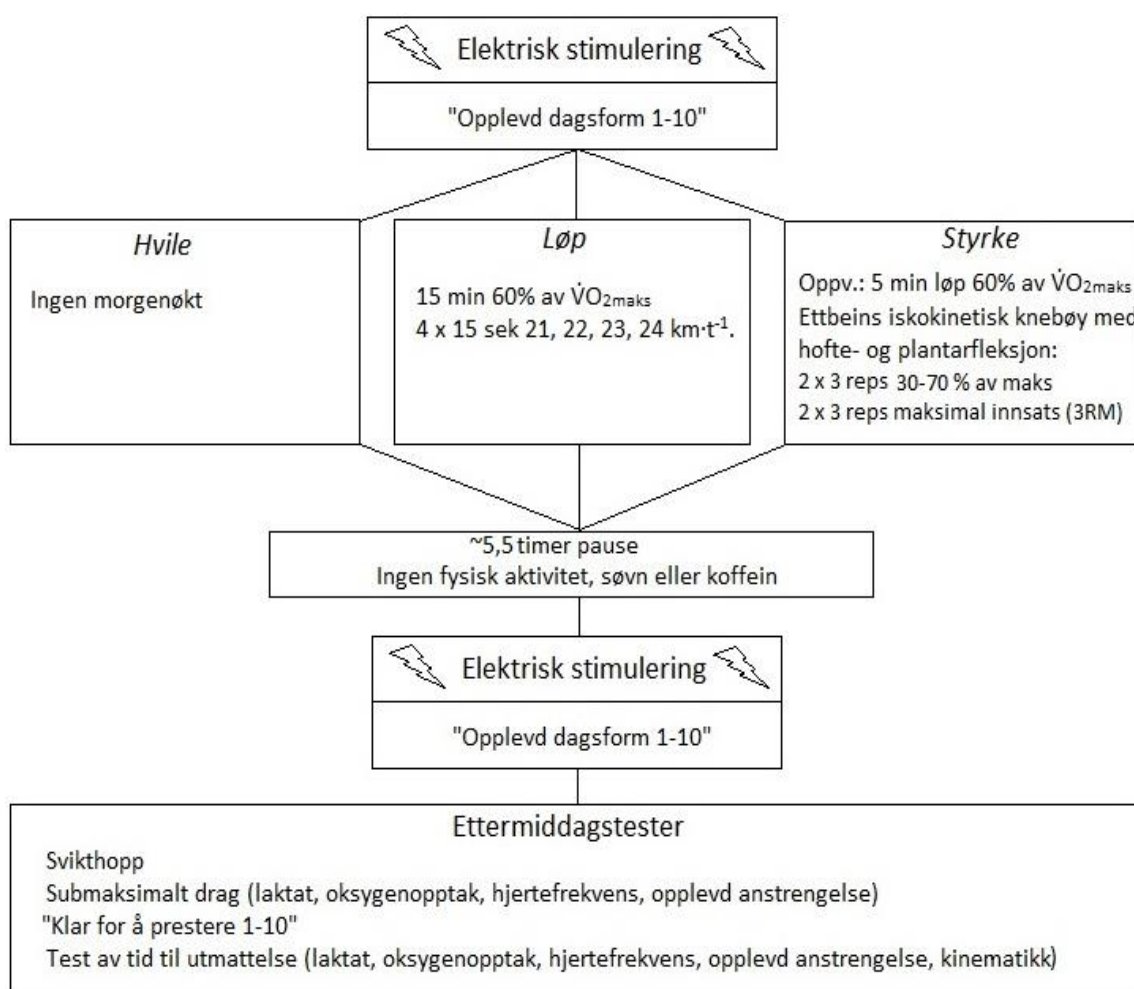 Elektrisk stimulering
"Opplevd dagsform 1-10"
Hvile
Ingen morgenøkt
Løp
15 min 60% av V̇O₂maks
4 x 15 sek 21, 22, 23, 24 km·t⁻¹.
Styrke
Oppv.: 5 min løp 60% av V̇O₂maks
Ettbeins iskokinetisk knebøy med
hofte- og plantarfleksjon:
2 x 3 reps 30-70 % av maks
2 x 3 reps maksimal innsats (3RM)
~5,5 timer pause
Ingen fysisk aktivitet, søvn eller koffein
Elektrisk stimulering
"Opplevd dagsform 1-10"
Ettermiddagstester
Svikthopp
Submaksimalt drag (laktat, oksygenopptak, hjertefrekvens, opplevd anstrengelse)
"Klar for å prestere 1-10"
Test av tid til utmattelse (laktat, oksygenopptak, hjertefrekvens, opplevd anstrengelse, kinematikk)